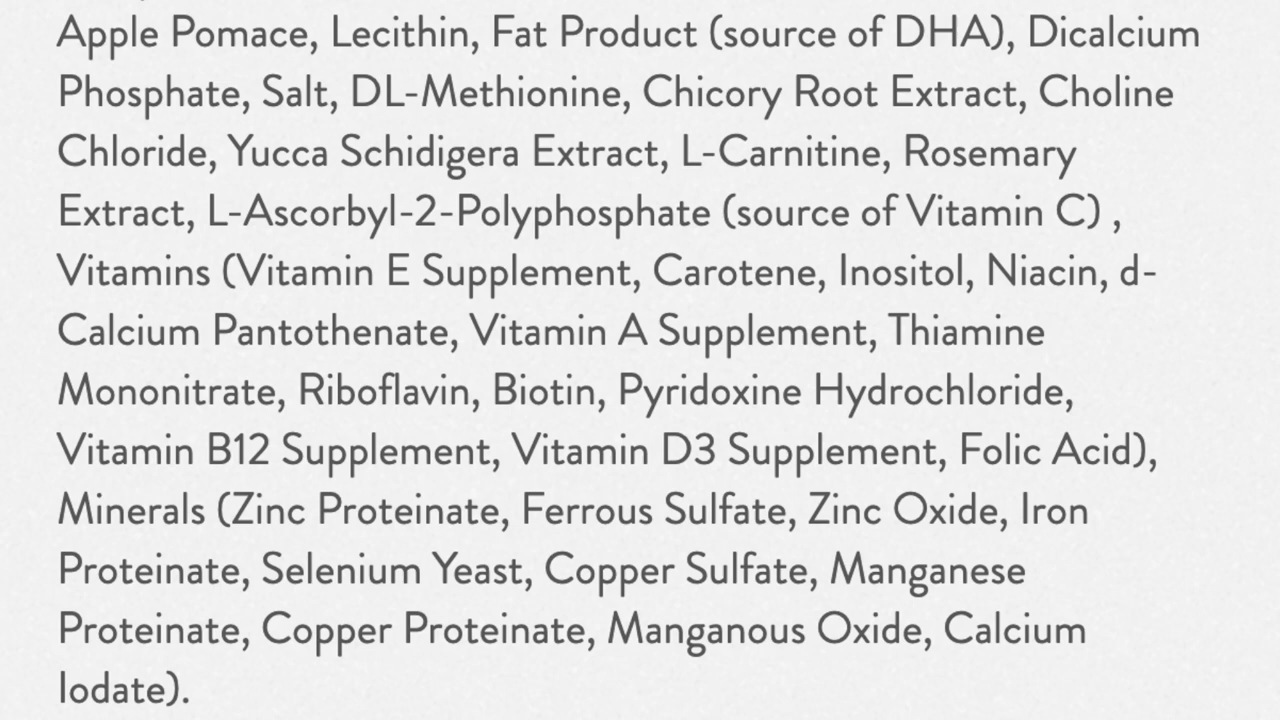 Apple Pomace, Lecithin, Fat Product (source of DHA), Dicalcium
Phosphate, Salt, DL-Methionine, Chicory Root Extract, Choline
Chloride, Yucca Schidigera Extract, L-Carnitine, Rosemary
Extract, L-Ascorbyl-2-Polyphosphate (source of Vitamin C) ,
Vitamins (Vitamin E Supplement, Carotene, Inositol, Niacin, d-
Calcium Pantothenate, Vitamin A Supplement, Thiamine
Mononitrate, Riboflavin, Biotin, Pyridoxine Hydrochloride,
Vitamin B12 Supplement, Vitamin D3 Supplement, Folic Acid),
Minerals (Zinc Proteinate, Ferrous Sulfate, Zinc Oxide, Iron
Proteinate, Selenium Yeast, Copper Sulfate, Manganese
Proteinate, Copper Proteinate, Manganous Oxide, Calcium
Iodate).